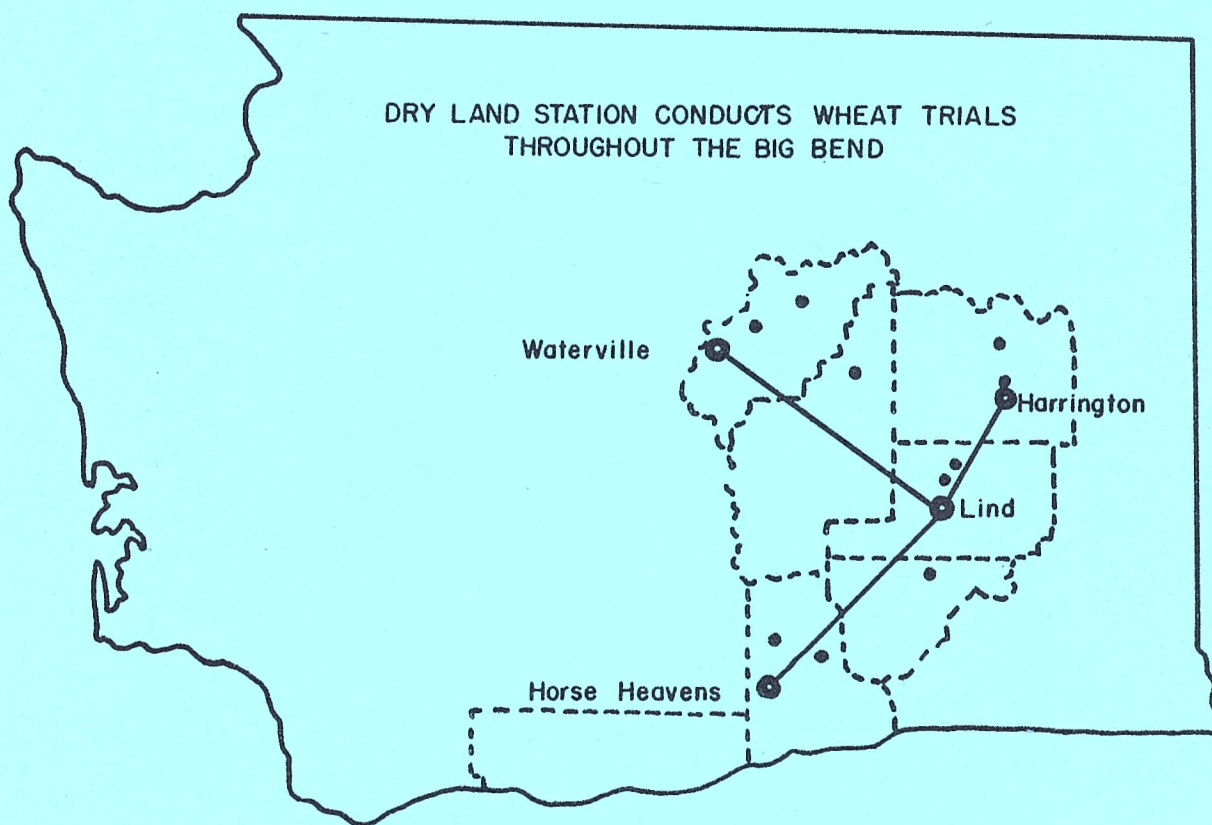 DRY LAND STATION CONDUCTS WHEAT TRIALS
THROUGHOUT THE BIG BEND
Waterville
Harrington
Lind
Horse Heavens